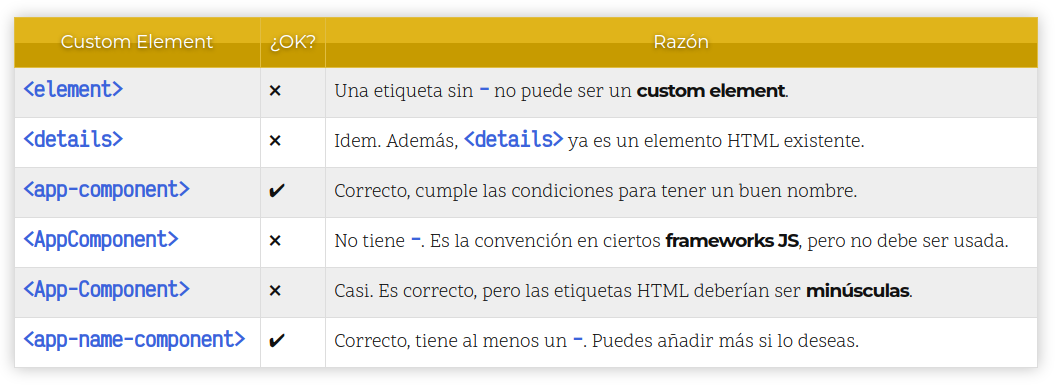 Custom Element ¿OK? Razón
<element> ✕ Una etiqueta sin - no puede ser un custom element.
<details> ✕ Idem. Además, <details> ya es un elemento HTML existente.
<app-component> ✔ Correcto, cumple las condiciones para tener un buen nombre.
<AppComponent> ✕ No tiene -. Es la convención en ciertos frameworks JS, pero no debe ser usada.
<App-Component> ✕ Casi. Es correcto, pero las etiquetas HTML deberían ser minúsculas.
<app-name-component> ✔ Correcto, tiene al menos un -. Puedes añadir más si lo deseas.